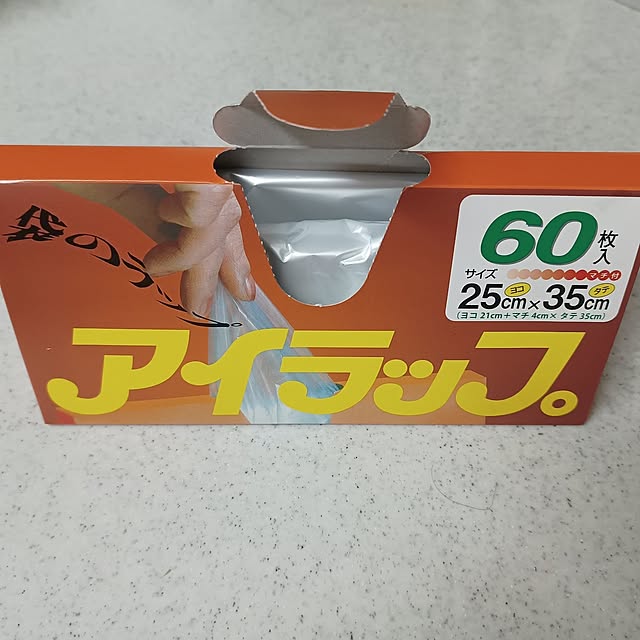 袋のラップ。
アイラップ。
60枚入
サイズ マチ付
ヨコ タテ
25cm×35cm
(ヨコ 21cm+マチ 4cm× タテ 35cm)